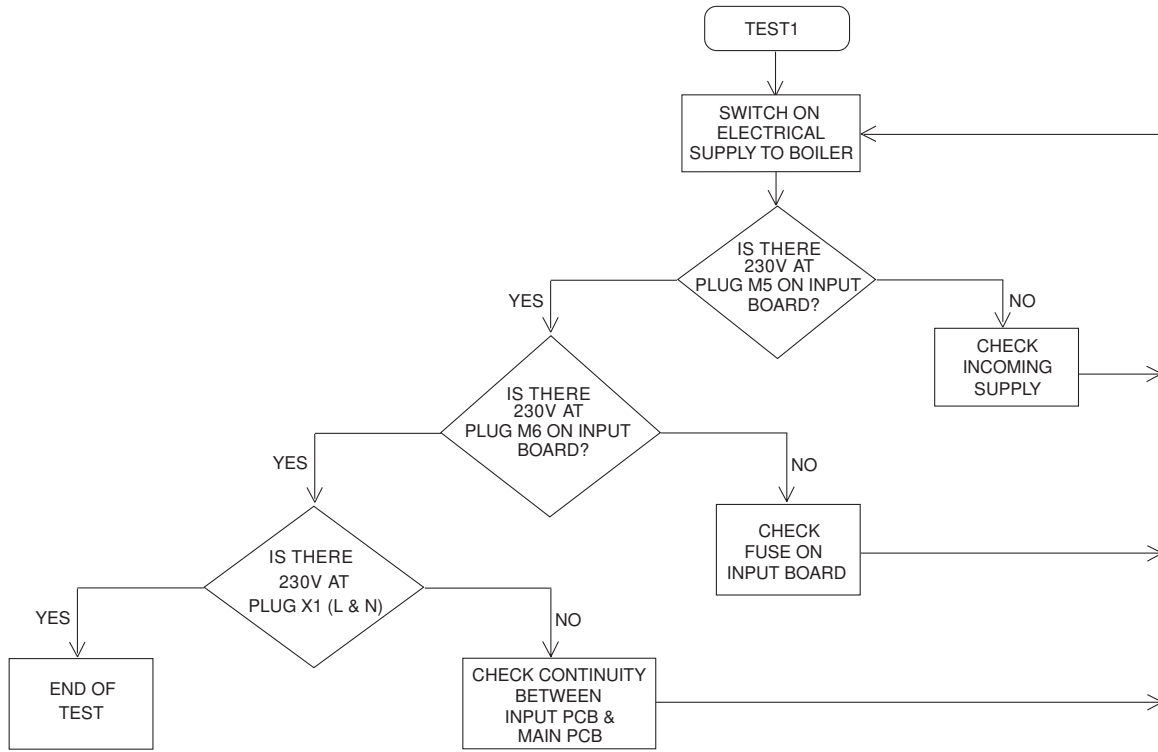 TEST1
SWITCH ON
ELECTRICAL
SUPPLY TO BOILER
IS THERE
230V AT
PLUG M5 ON INPUT
BOARD?
YES
NO
CHECK
INCOMING
SUPPLY
IS THERE
230V AT
PLUG M6 ON INPUT
BOARD?
YES
NO
CHECK
FUSE ON
INPUT BOARD
IS THERE
230V AT
PLUG X1 (L & N)
YES
NO
END OF
TEST
CHECK CONTINUITY
BETWEEN
INPUT PCB &
MAIN PCB